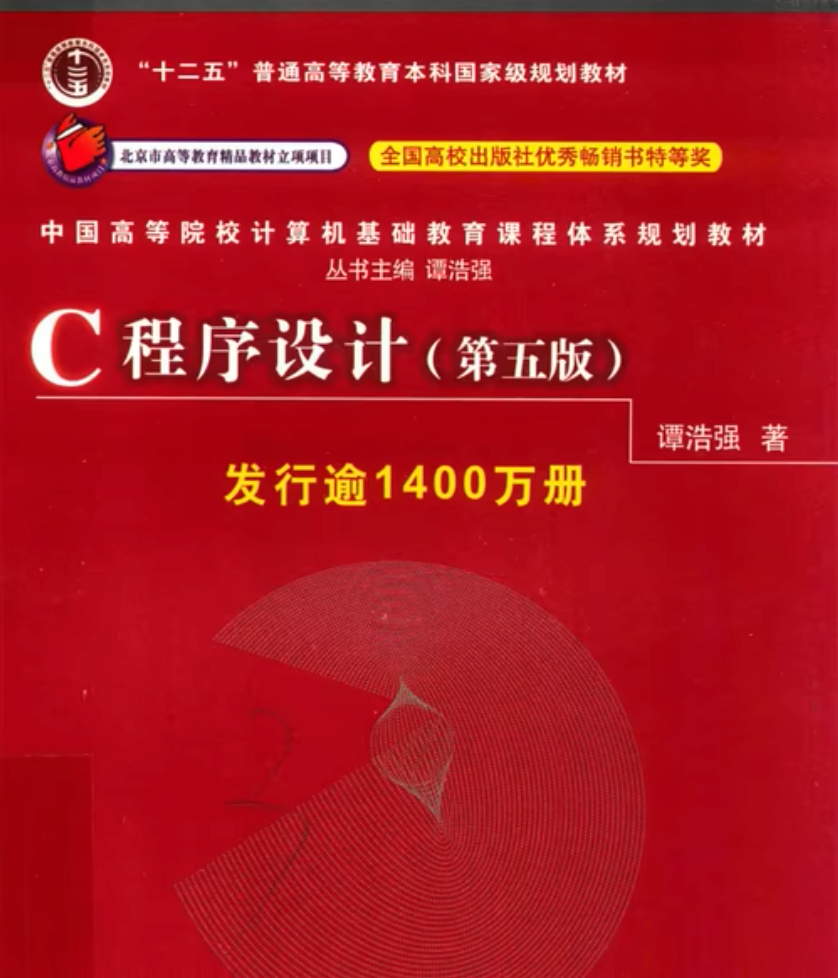 “十二五”普通高等教育本科国家级规划教材
北京市高等教育精品教材立项项目
全国高校出版社优秀畅销书特等奖
中国高等院校计算机基础教育课程体系规划教材
丛书主编 谭浩强
C程序设计（第五版）
谭浩强 著
发行逾1400万册